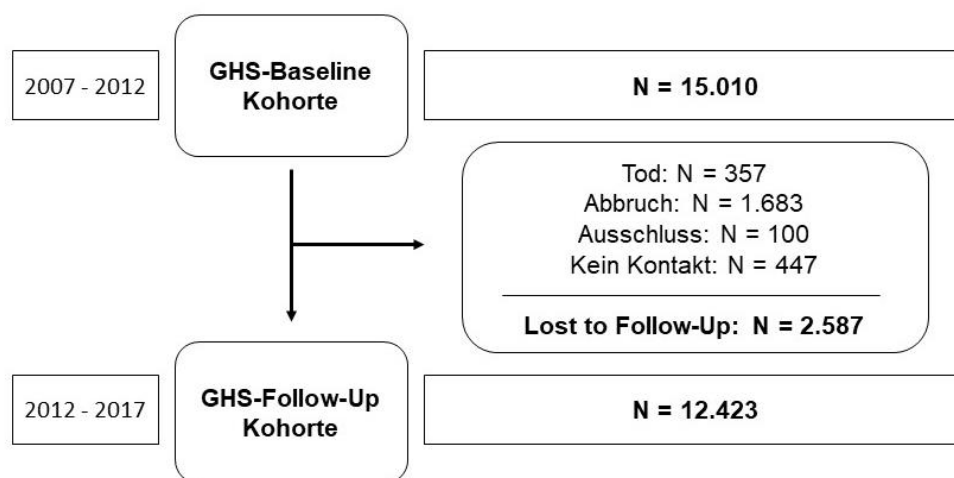 2007 - 2012
GHS-Baseline
Kohorte
N = 15.010
Tod: N = 357
Abbruch: N = 1.683
Ausschluss: N = 100
Kein Kontakt: N = 447
Lost to Follow-Up: N = 2.587
2012 - 2017
GHS-Follow-Up
Kohorte
N = 12.423